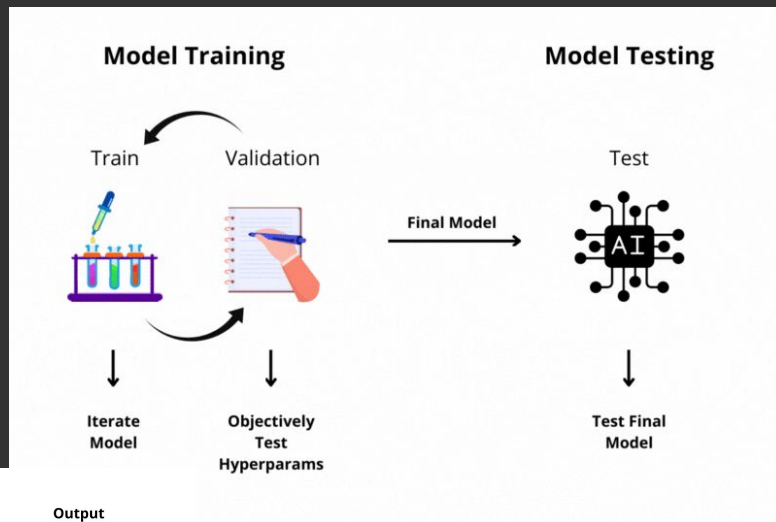 Model Training
Model Testing
Train
Validation
Test
Final Model
AI
Iterate
Model
Objectively
Test
Hyperparams
Test Final
Model
Output